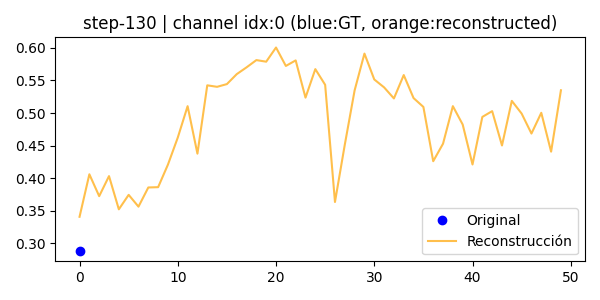 step-130 | channel idx:0 (blue:GT, orange:reconstructed)
0.60
0.55
0.50
0.45
0.40
0.35
0.30
Original
Reconstrucción
0 10 20 30 40 50